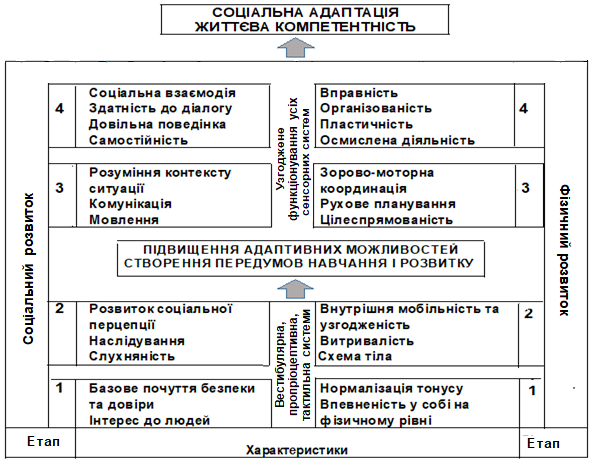 СОЦІАЛЬНА АДАПТАЦІЯ
ЖИТТЄВА КОМПЕТЕНТНІСТЬ
Соціальний розвиток
4
Соціальна взаємодія
Здатність до діалогу
Довільна поведінка
Самостійність
Узгоджене
функціонування усіх
сенсорних систем
Вправність
Організованість
Пластичність
Осмислена діяльність
4
3
Розуміння контексту
ситуації
Комунікація
Мовлення
Зорово-моторна
координація
Рухове планування
Цілеспрямованість
3
Фізичний розвиток
ПІДВИЩЕННЯ АДАПТИВНИХ МОЖЛИВОСТЕЙ
СТВОРЕННЯ ПЕРЕДУМОВ НАВЧАННЯ І РОЗВИТКУ
2
Розвиток соціальної
перцепції
Наслідування
Слухняність
Вестибулярна,
пропріоцептивна,
тактильна системи
Внутрішня мобільність та
узгодженість
Витривалість
Схема тіла
2
1
Базове почуття безпеки
та довіри
Інтерес до людей
Нормалізація тонусу
Впевненість у собі на
фізичному рівні
1
Етап
Характеристики
Етап